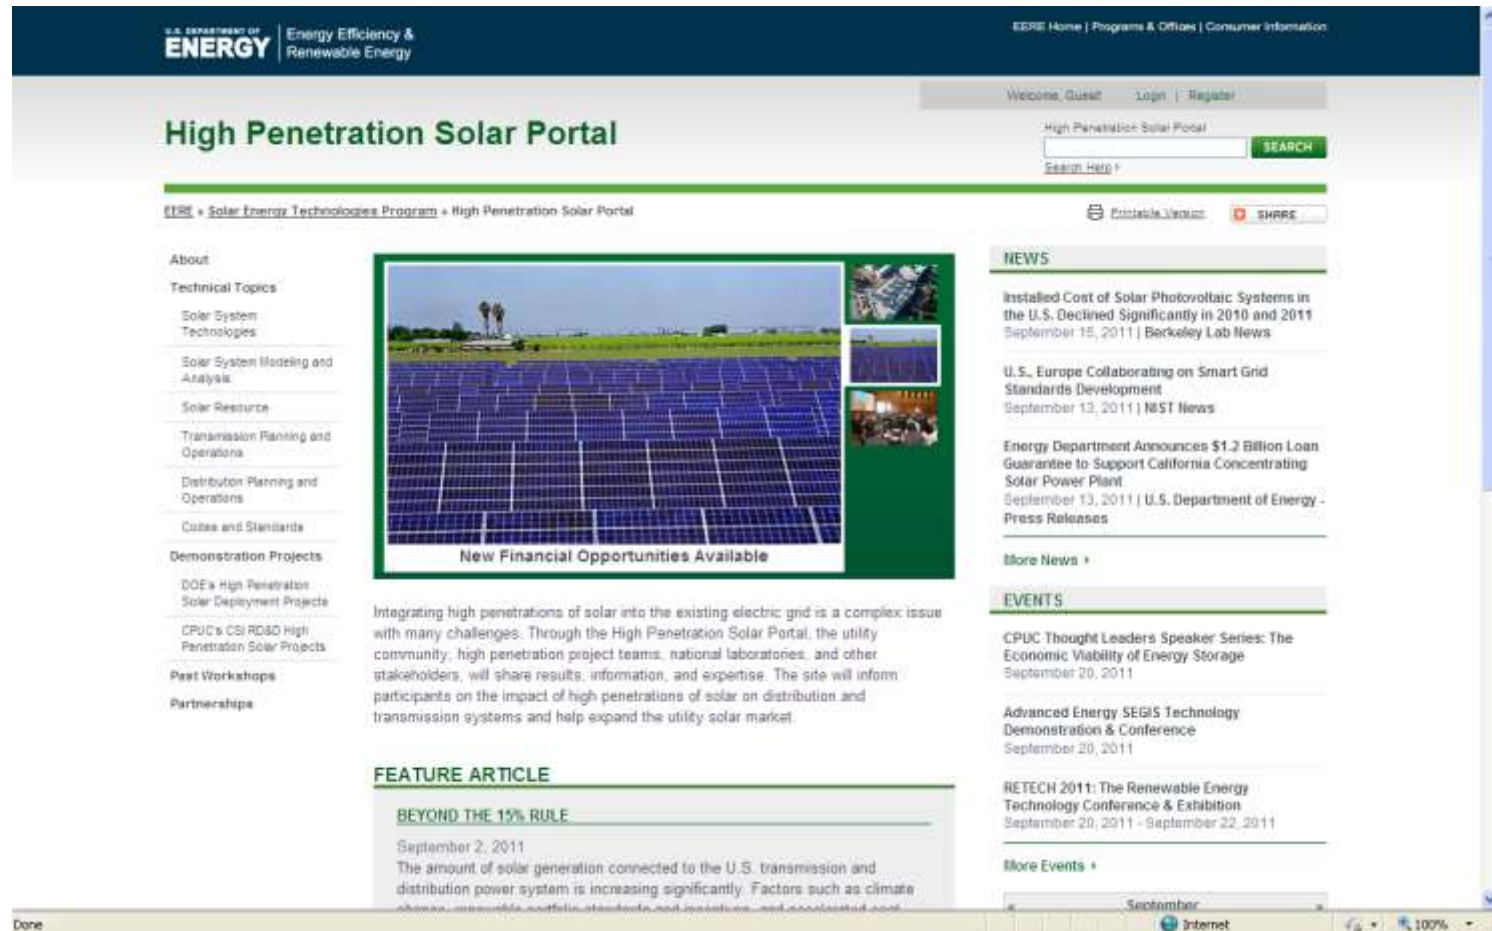 U.S. DEPARTMENT OF
ENERGY
Energy Efficiency &
Renewable Energy
EERE Home | Programs & Offices | Consumer Information
Welcome, Guest! Login | Register
High Penetration Solar Portal
High Penetration Solar Portal
SEARCH
Search Help
EERE » Solar Energy Technologies Program » High Penetration Solar Portal
Printable Version
SHARE
About
Technical Topics
Solar System
Technologies
Solar System Modeling and
Analysis
Solar Resource
Transmission Planning and
Operations
Distribution Planning and
Operations
Codes and Standards
Demonstration Projects
DOE's High Penetration
Solar Deployment Projects
CPUC's CSI RD&D High
Penetration Solar Projects
Past Workshops
Partnerships
New Financial Opportunities Available
Integrating high penetrations of solar into the existing electric grid is a complex issue
with many challenges. Through the High Penetration Solar Portal, the utility
community, high penetration project teams, national laboratories, and other
stakeholders, will share results, information, and expertise. The site will inform
participants on the impact of high penetrations of solar on distribution and
transmission systems and help expand the utility solar market.
FEATURE ARTICLE
BEYOND THE 15% RULE
September 2, 2011
The amount of solar generation connected to the U.S. transmission and
distribution power system is increasing significantly. Factors such as climate
change, renewable portfolio standards and incentives, and accelerated cost
NEWS
Installed Cost of Solar Photovoltaic Systems in
the U.S. Declined Significantly in 2010 and 2011
September 15, 2011 | Berkeley Lab News
U.S., Europe Collaborating on Smart Grid
Standards Development
September 13, 2011 | NIST News
Energy Department Announces $1.2 Billion Loan
Guarantee to Support California Concentrating
Solar Power Plant
September 13, 2011 | U.S. Department of Energy -
Press Releases
More News
EVENTS
CPUC Thought Leaders Speaker Series: The
Economic Viability of Energy Storage
September 20, 2011
Advanced Energy SEGIS Technology
Demonstration & Conference
September 20, 2011
RETECH 2011: The Renewable Energy
Technology Conference & Exhibition
September 20, 2011 - September 22, 2011
More Events
« September »
Done
Internet
100%